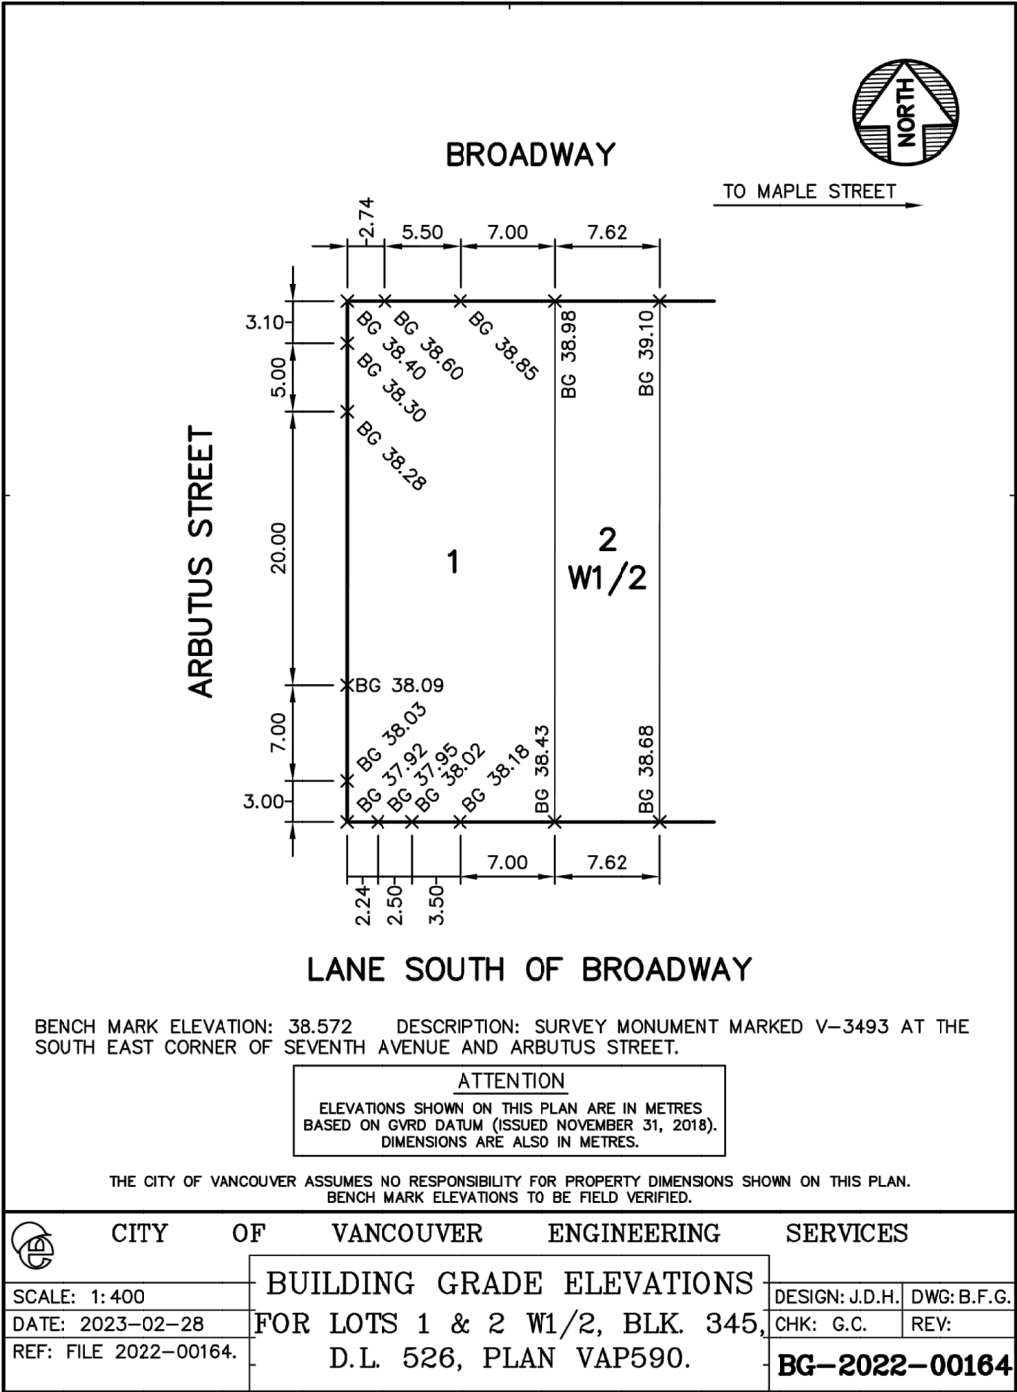 NORTH
BROADWAY
TO MAPLE STREET
2.74
5.50
7.00
7.62
3.10
5.00
20.00
7.00
3.00
BG 38.40
BG 38.60
BG 38.85
BG 38.98
BG 39.10
BG 38.30
BG 38.28
ARBUTUS STREET
1
2
W1/2
BG 38.09
BG 38.03
BG 37.92
BG 37.95
BG 38.02
BG 38.18
BG 38.43
BG 38.68
2.24
2.50
3.50
7.00
7.62
LANE SOUTH OF BROADWAY
BENCH MARK ELEVATION: 38.572 DESCRIPTION: SURVEY MONUMENT MARKED V-3493 AT THE
SOUTH EAST CORNER OF SEVENTH AVENUE AND ARBUTUS STREET.
ATTENTION
ELEVATIONS SHOWN ON THIS PLAN ARE IN METRES
BASED ON GVRD DATUM (ISSUED NOVEMBER 31, 2018).
DIMENSIONS ARE ALSO IN METRES.
THE CITY OF VANCOUVER ASSUMES NO RESPONSIBILITY FOR PROPERTY DIMENSIONS SHOWN ON THIS PLAN.
BENCH MARK ELEVATIONS TO BE FIELD VERIFIED.
CITY OF VANCOUVER ENGINEERING SERVICES
SCALE: 1:400
DATE: 2023-02-28
REF: FILE 2022-00164.
BUILDING GRADE ELEVATIONS
FOR LOTS 1 & 2 W1/2, BLK. 345,
D.L. 526, PLAN VAP590.
DESIGN: J.D.H.
DWG: B.F.G.
CHK: G.C.
REV:
BG-2022-00164